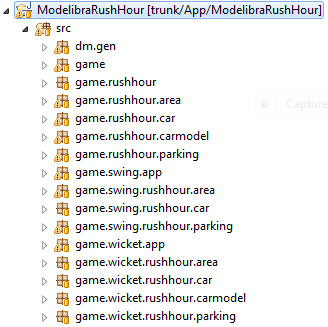 ModelibraRushHour [trunk/App/ModelibraRushHour]
src
dm.gen
game
game.rushhour
game.rushhour.area
game.rushhour.car
game.rushhour.carmodel
game.rushhour.parking
game.swing.app
game.swing.rushhour.area
game.swing.rushhour.car
game.swing.rushhour.parking
game.wicket.app
game.wicket.rushhour.area
game.wicket.rushhour.car
game.wicket.rushhour.carmodel
game.wicket.rushhour.parking
Capture